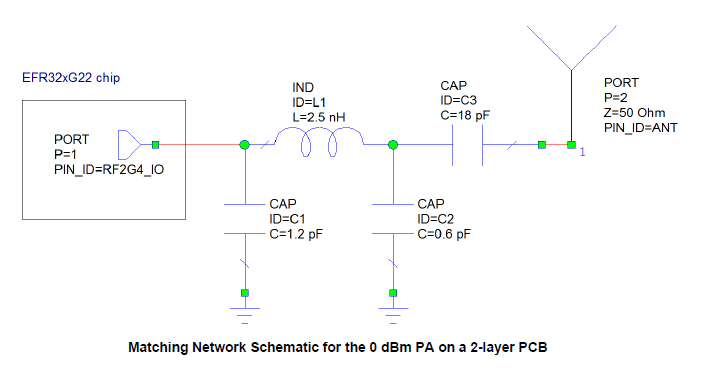 EFR32xG22 chip
PORT
P=1
PIN_ID=RF2G4_IO
IND
ID=L1
L=2.5 nH
CAP
ID=C3
C=18 pF
PORT
P=2
Z=50 Ohm
PIN_ID=ANT
1
CAP
ID=C1
C=1.2 pF
CAP
ID=C2
C=0.6 pF
Matching Network Schematic for the 0 dBm PA on a 2-layer PCB